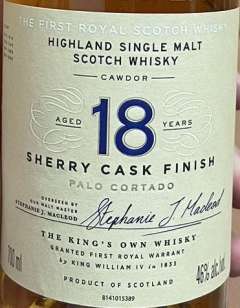 THE FIRST ROYAL SCOTCH WHISKY
HIGHLAND SINGLE MALT
SCOTCH WHISKY
CAWDOR
AGED 18 YEARS
SHERRY CASK FINISH
PALO CORTADO
OVERSEEN BY
OUR MALT MASTER
STEPHANIE J. MACLEOD
Stephanie J Macleod
THE KING'S OWN WHISKY
GRANTED FIRST ROYAL WARRANT
by KING WILLIAM IV in 1833
700 ml
46% alc./vol.
PRODUCT OF SCOTLAND
8141015389